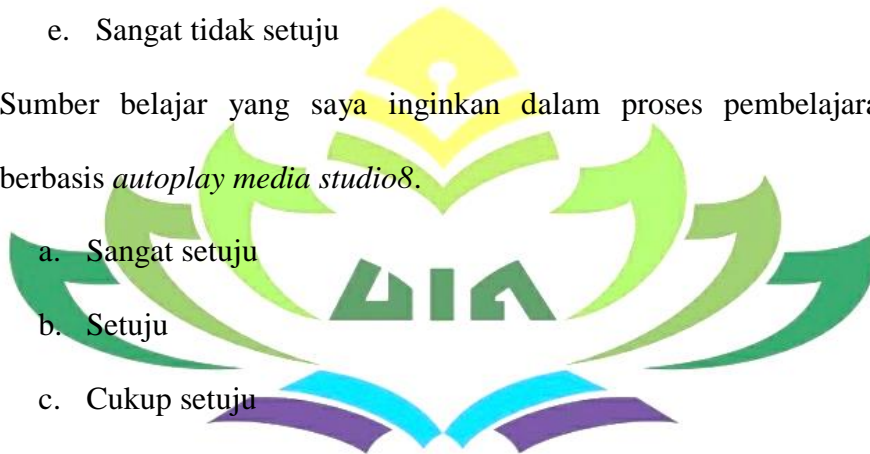 e. Sangat tidak setuju
Sumber belajar yang saya inginkan dalam proses
berbasis autoplay media studio8.
a. Sangat setuju
UIN
b. Setuju
c. Cukup setuju